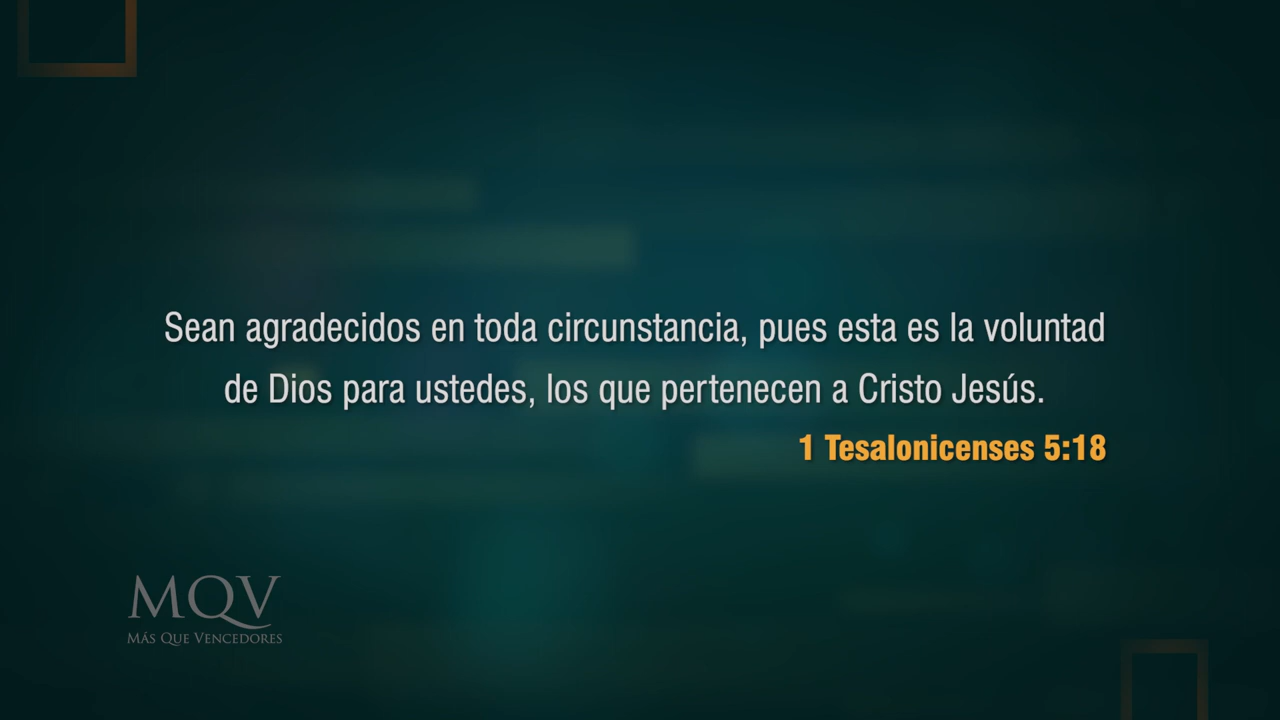 Sean agradecidos en toda circunstancia, pues esta es la voluntad
de Dios para ustedes, los que pertenecen a Cristo Jesús.
1 Tesalonicenses 5:18
MQV
MÁS QUE VENCEDORES